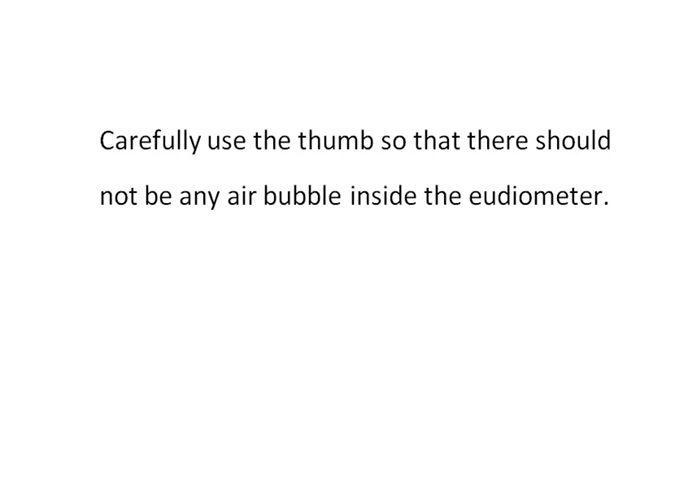 Carefully use the thumb so that there should
not be any air bubble inside the eudiometer.